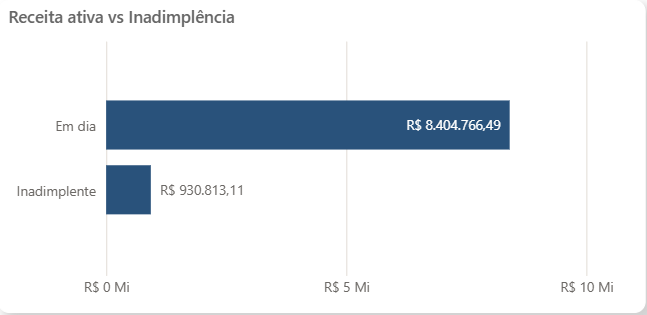 Receita ativa vs Inadimplência
Em dia
R$ 8.404.766,49
Inadimplente
R$ 930.813,11
R$ 0 Mi
R$ 5 Mi
R$ 10 Mi